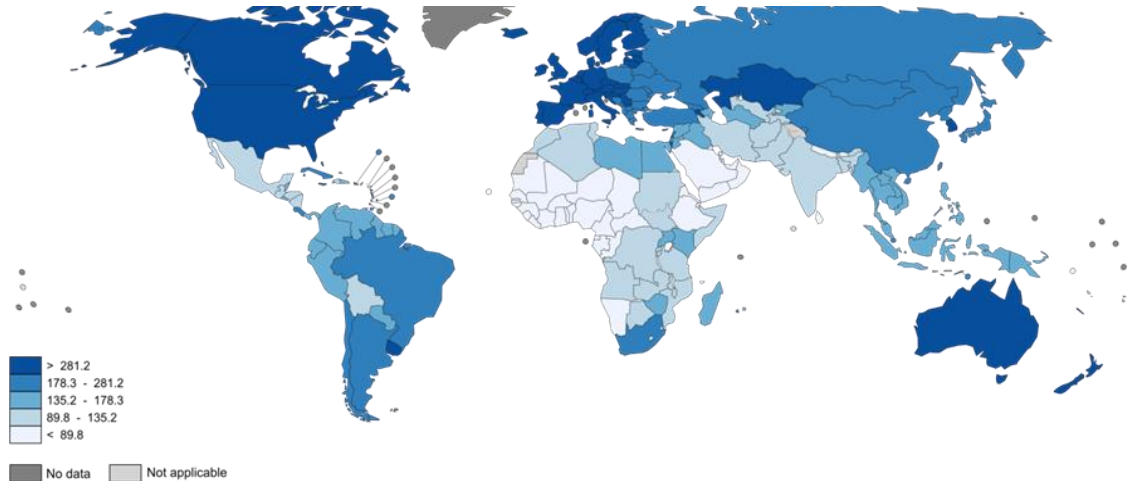 > 281.2
178.3 - 281.2
135.2 - 178.3
89.8 - 135.2
< 89.8
No data
Not applicable